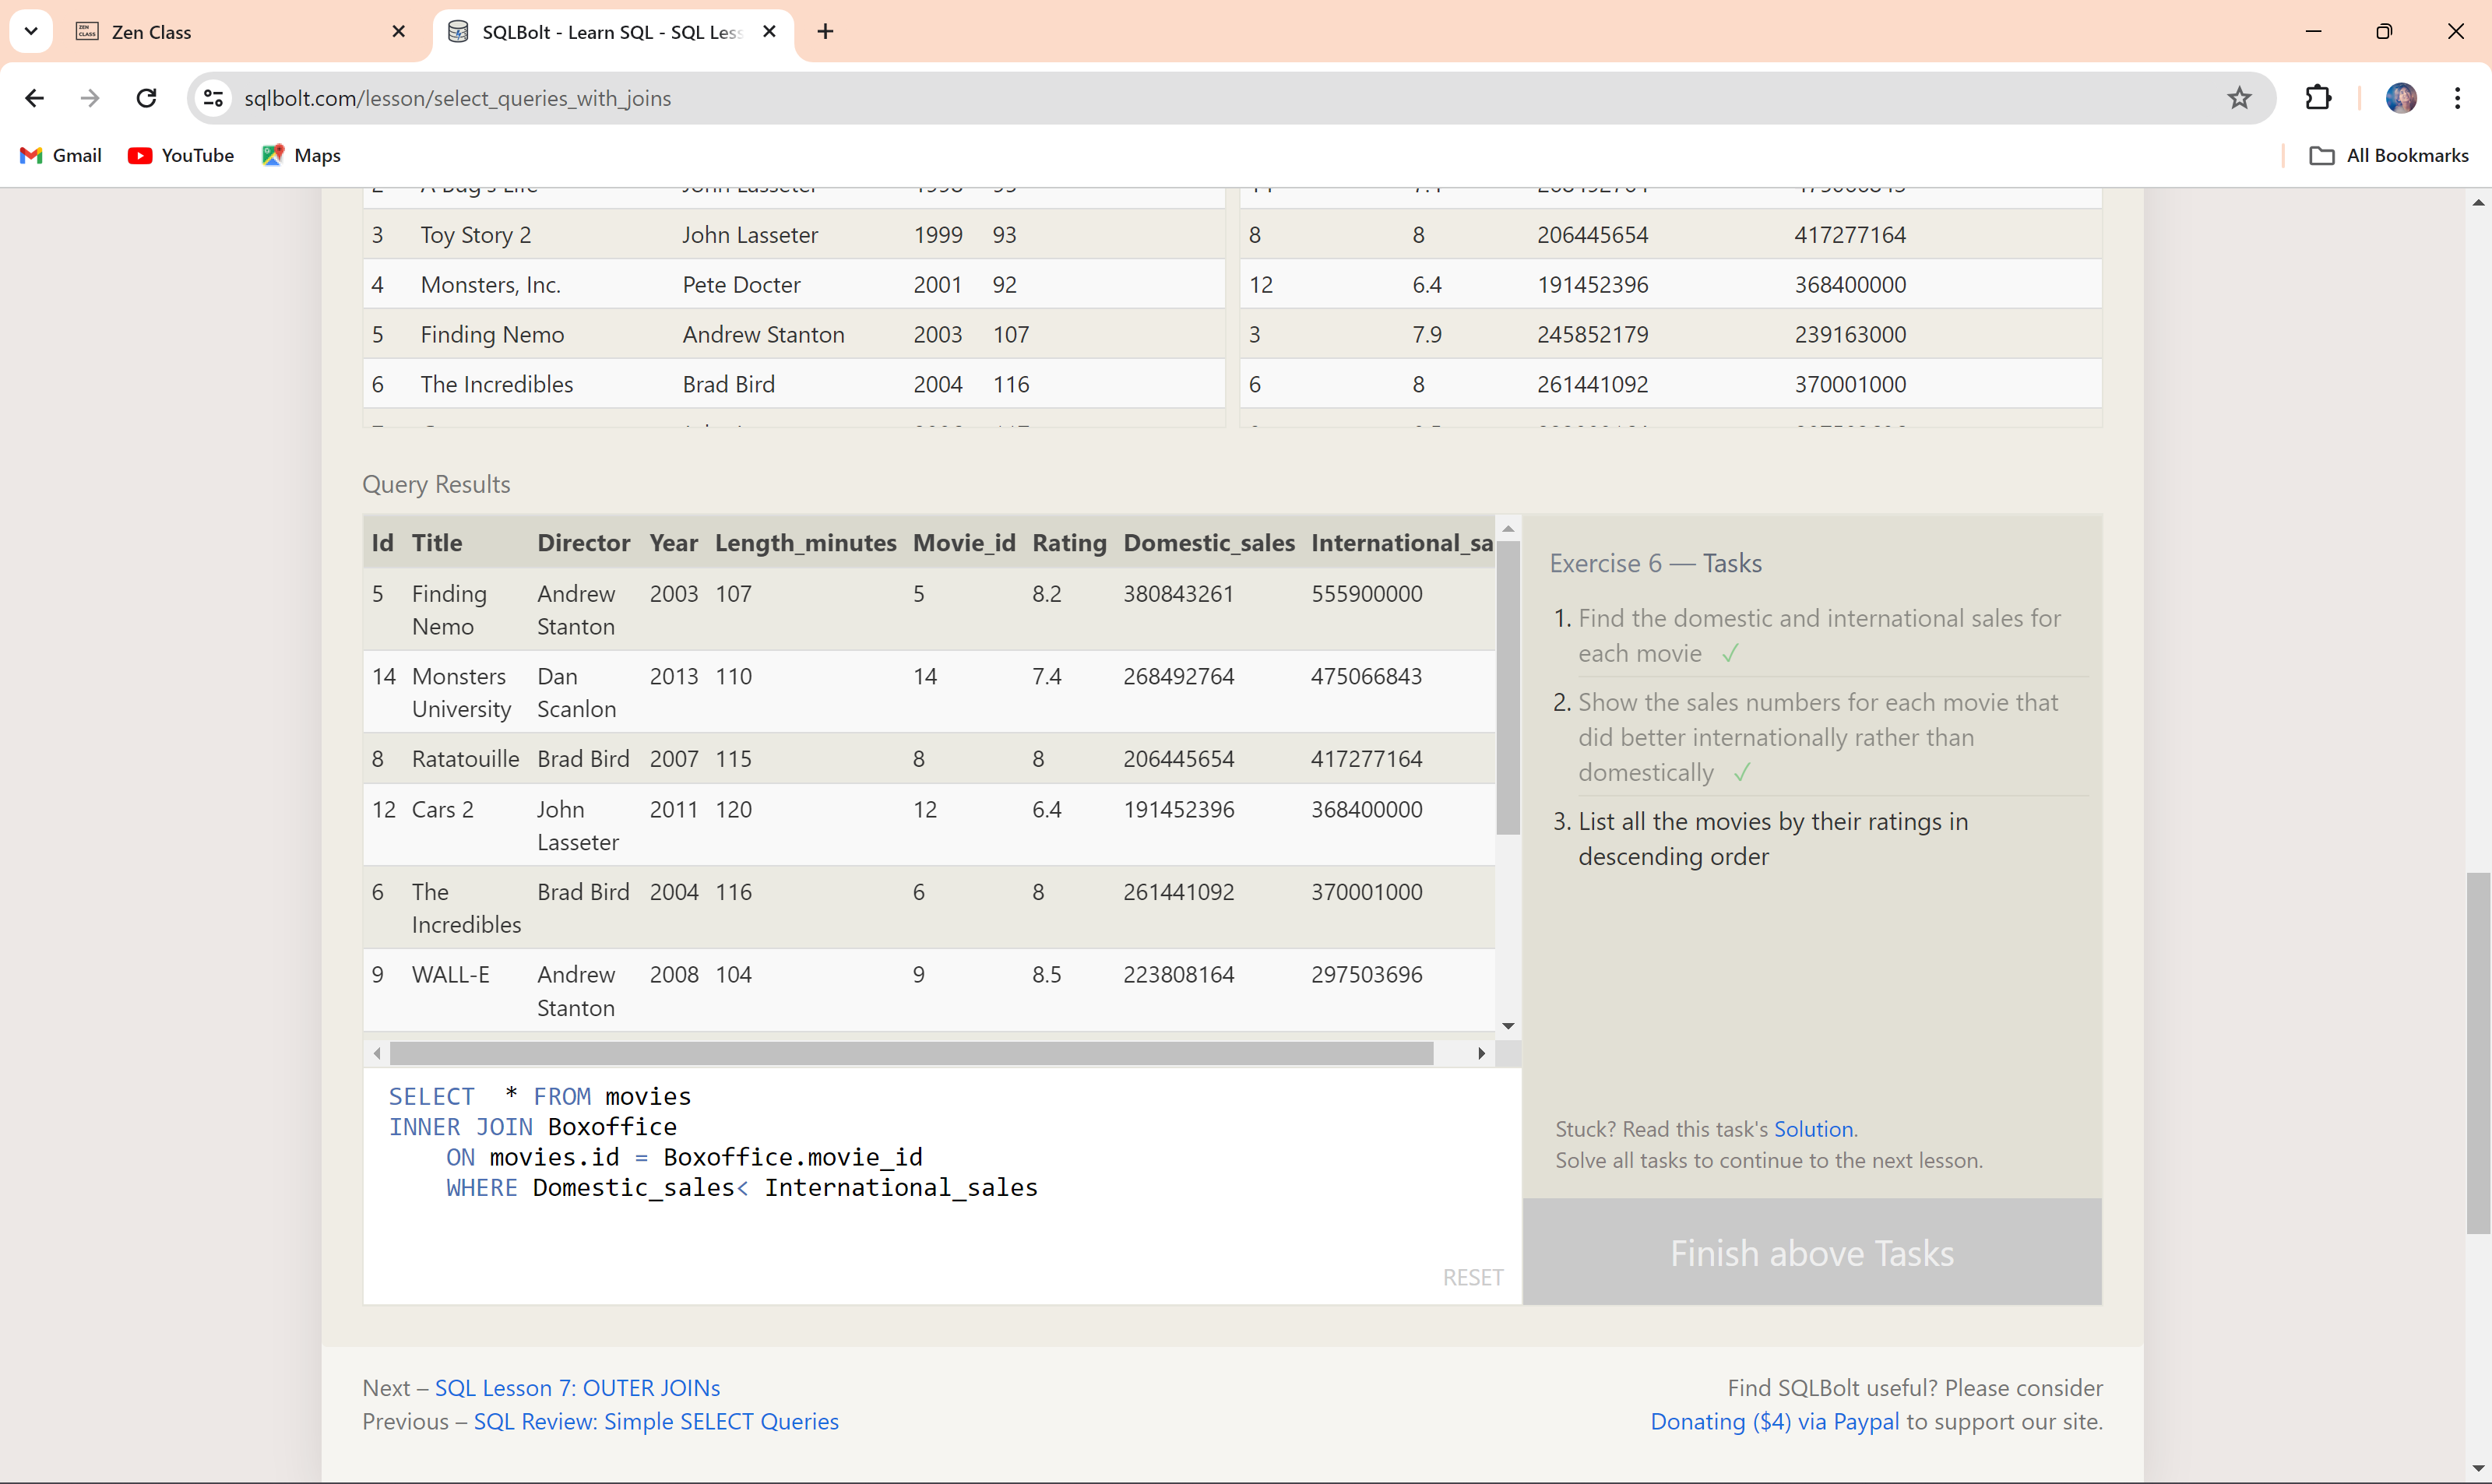 Zen Class
SQLBolt - Learn SQL - SQL Les
sqlbolt.com/lesson/select_queries_with_joins
Gmail YouTube Maps All Bookmarks
3 Toy Story 2 John Lasseter 1999 93 8 8 206445654 417277164
4 Monsters, Inc. Pete Docter 2001 92 12 6.4 191452396 368400000
5 Finding Nemo Andrew Stanton 2003 107 3 7.9 245852179 239163000
6 The Incredibles Brad Bird 2004 116 6 8 261441092 370001000
Query Results
Id Title Director Year Length_minutes Movie_id Rating Domestic_sales International_sa
5 Finding Andrew 2003 107 5 8.2 380843261 555900000
Nemo Stanton
14 Monsters Dan 2013 110 14 7.4 268492764 475066843
University Scanlon
8 Ratatouille Brad Bird 2007 115 8 8 206445654 417277164
12 Cars 2 John 2011 120 12 6.4 191452396 368400000
Lasseter
6 The Brad Bird 2004 116 6 8 261441092 370001000
Incredibles
9 WALL-E Andrew 2008 104 9 8.5 223808164 297503696
Stanton
SELECT  * FROM movies
INNER JOIN Boxoffice
ON movies.id = Boxoffice.movie_id
WHERE Domestic_sales< International_sales
RESET
Exercise 6 — Tasks
1. Find the domestic and international sales for
each movie ✓
2. Show the sales numbers for each movie that
did better internationally rather than
domestically ✓
3. List all the movies by their ratings in
descending order
Stuck? Read this task's Solution.
Solve all tasks to continue to the next lesson.
Finish above Tasks
Next – SQL Lesson 7: OUTER JOINs
Previous – SQL Review: Simple SELECT Queries
Find SQLBolt useful? Please consider
Donating ($4) via Paypal to support our site.